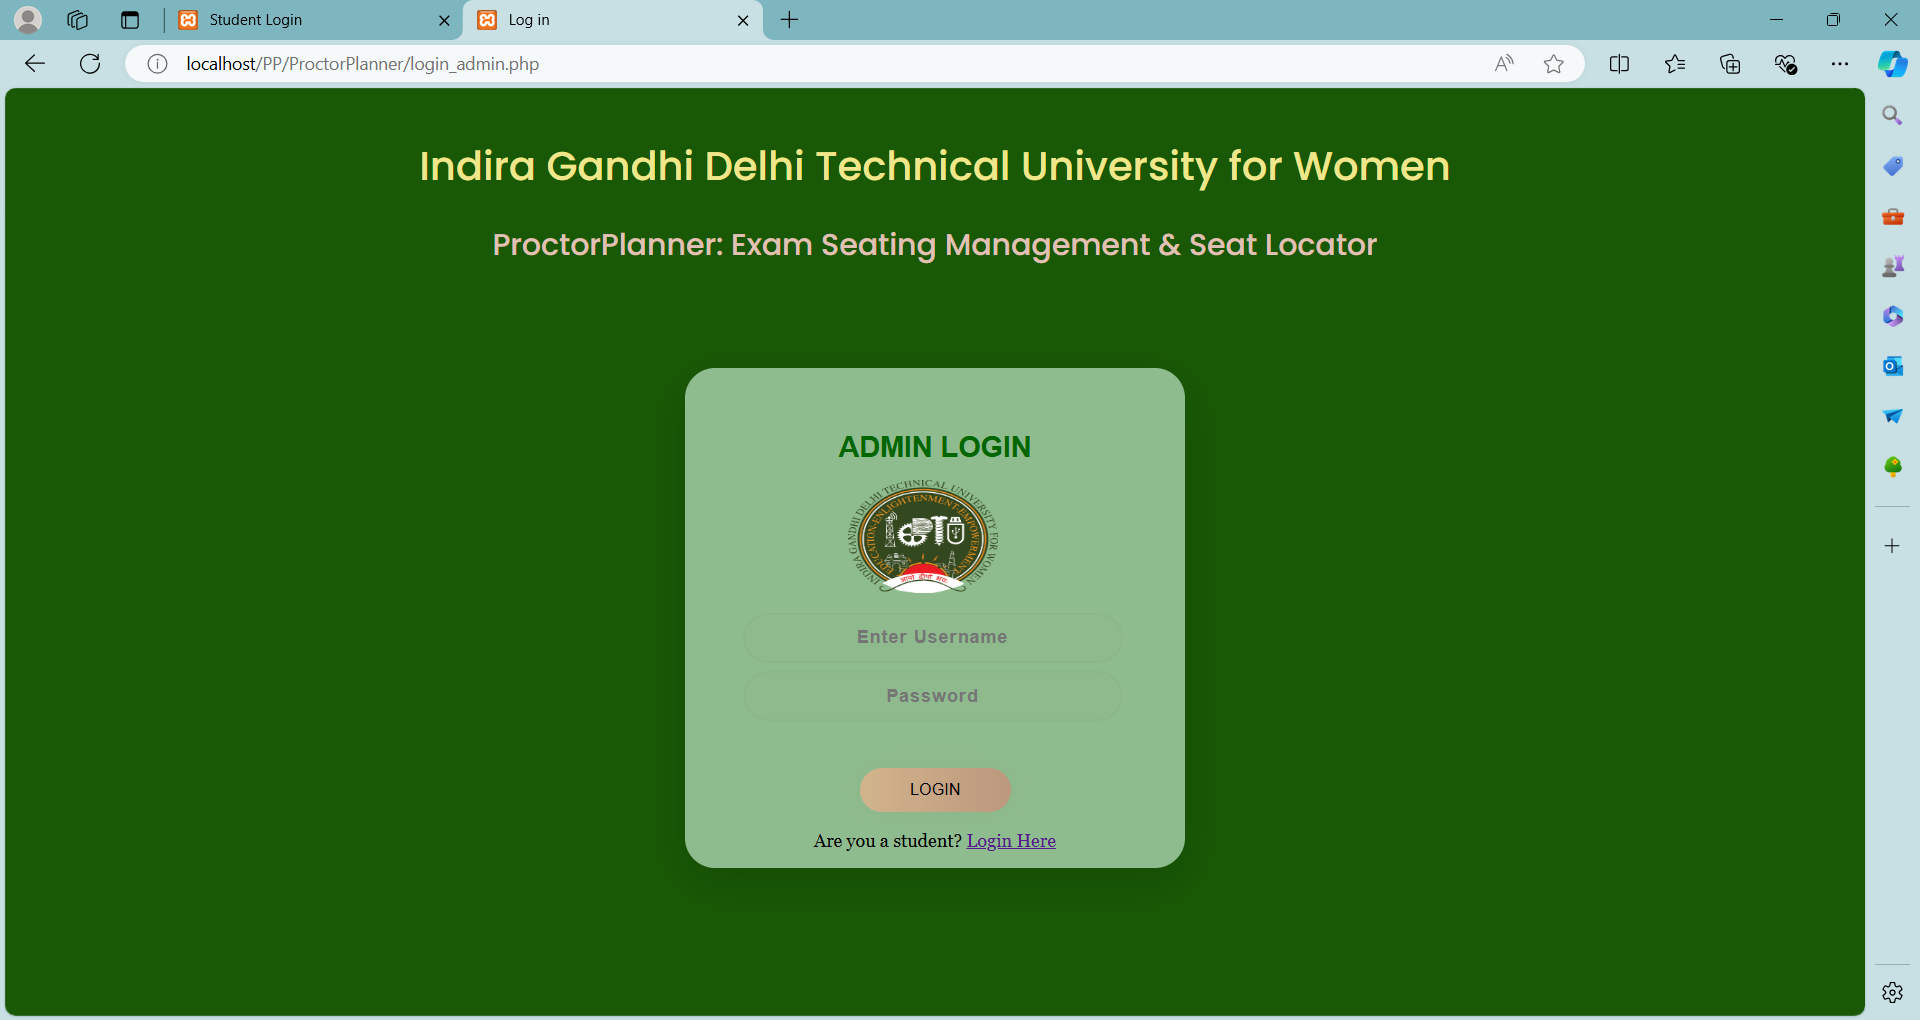 Student Login
Log in
localhost/PP/ProctorPlanner/login_admin.php
Indira Gandhi Delhi Technical University for Women
ProctorPlanner: Exam Seating Management & Seat Locator
ADMIN LOGIN
INDIRA GANDHI DELHI TECHNICAL UNIVERSITY FOR WOMEN
EDUCATION-ENLIGHTENMENT-EMPOWERMENT
Enter Username
Password
LOGIN
Are you a student? Login Here